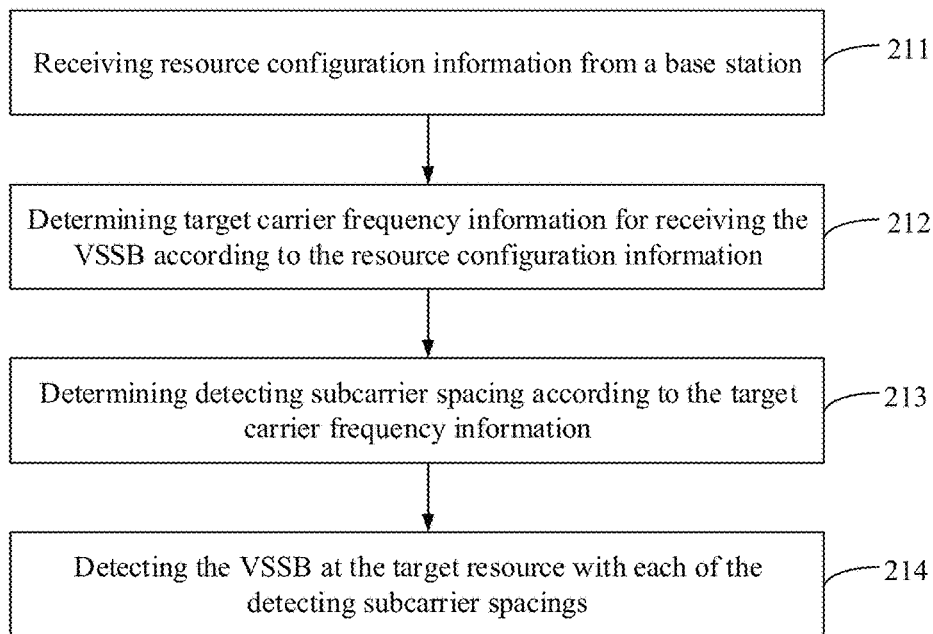 Receiving resource configuration information from a base station
211
Determining target carrier frequency information for receiving the
VSSB according to the resource configuration information
212
Determining detecting subcarrier spacing according to the target
carrier frequency information
213
Detecting the VSSB at the target resource with each of the
detecting subcarrier spacings
214